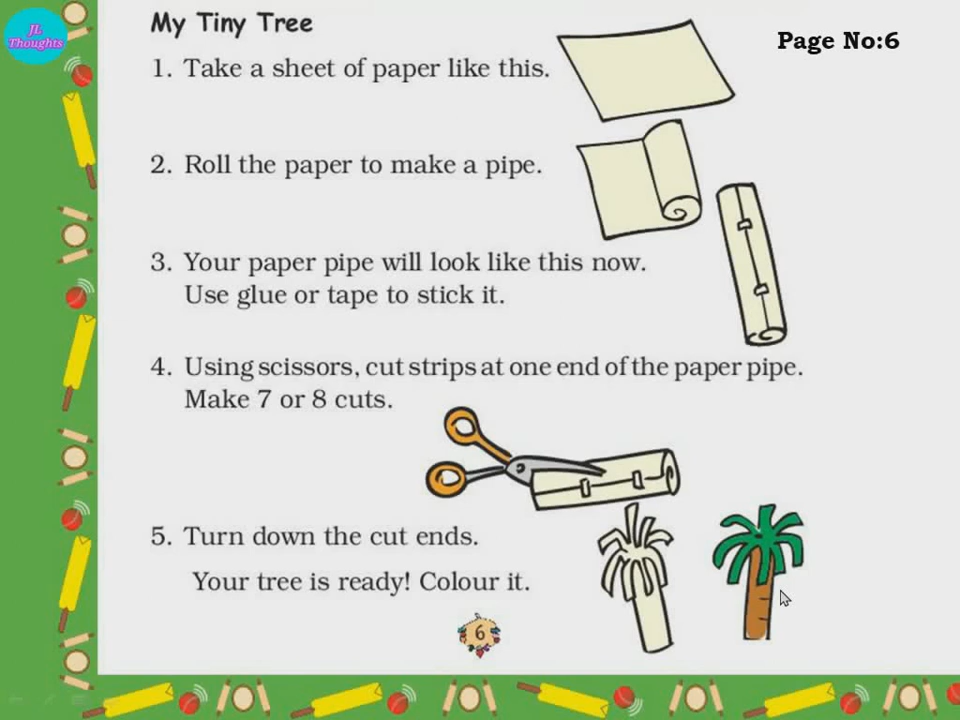 JL
Thoughts
My Tiny Tree
Page No:6
1. Take a sheet of paper like this.
2. Roll the paper to make a pipe.
3. Your paper pipe will look like this now.
Use glue or tape to stick it.
4. Using scissors, cut strips at one end of the paper pipe.
Make 7 or 8 cuts.
5. Turn down the cut ends.
Your tree is ready! Colour it.
6